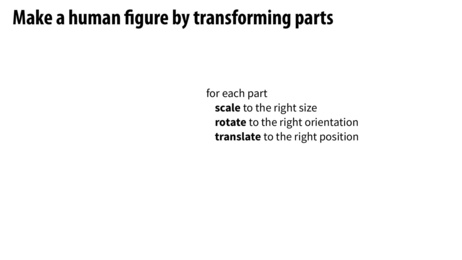 Make a human figure by transforming parts
for each part
scale to the right size
rotate to the right orientation
translate to the right position